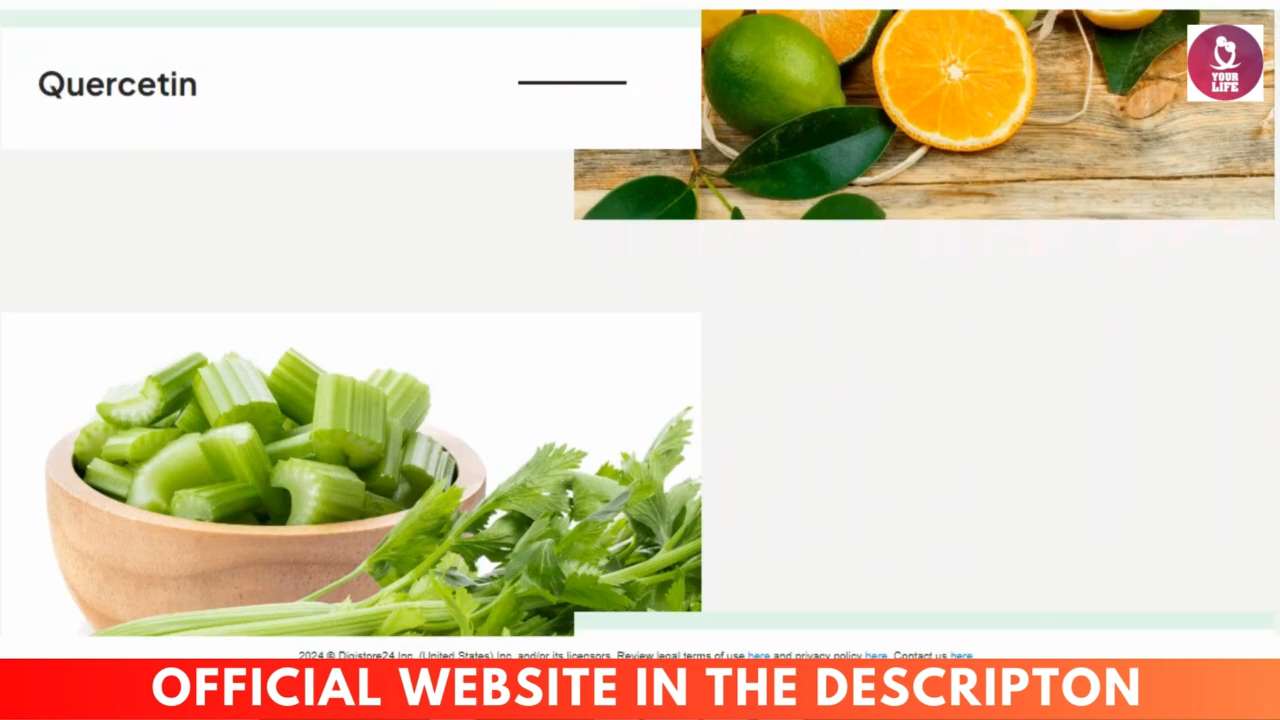 Quercetin
YOUR
LIFE
2024 © Digistore24 Inc. (United States) Inc. and/or its licensors. Review legal terms of use here and privacy policy here. Contact us here.
OFFICIAL WEBSITE IN THE DESCRIPTON